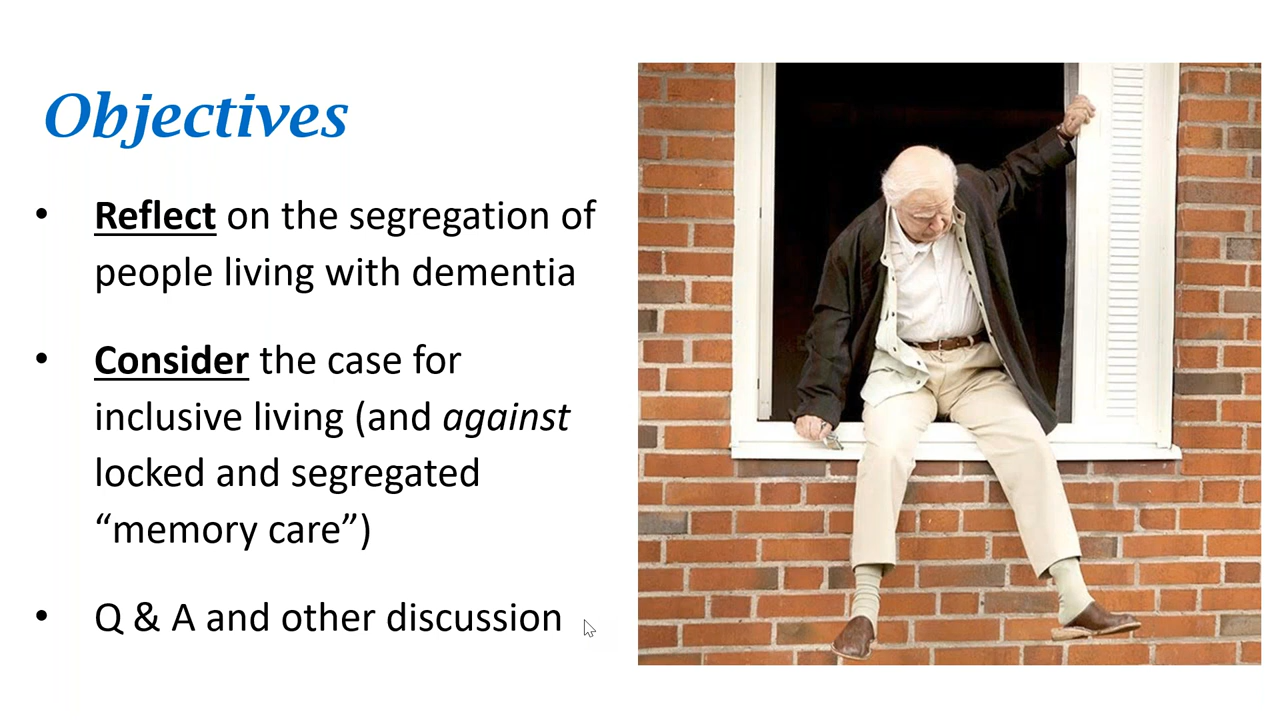 Objectives
• Reflect on the segregation of
people living with dementia
• Consider the case for
inclusive living (and against
locked and segregated
“memory care”)
• Q & A and other discussion